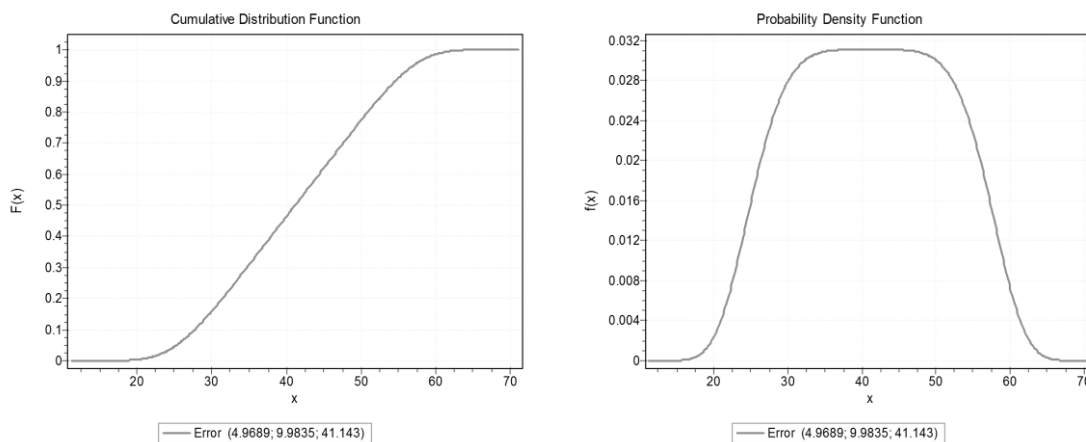 Cumulative Distribution Function
1
0.9
0.8
0.7
0.6
0.5
0.4
0.3
0.2
0.1
0
F(x)
20 30 40 50 60 70
x
Error (4.9689; 9.9835; 41.143)
Probability Density Function
0.032
0.028
0.024
0.02
0.016
0.012
0.008
0.004
0
f(x)
20 30 40 50 60 70
x
Error (4.9689; 9.9835; 41.143)